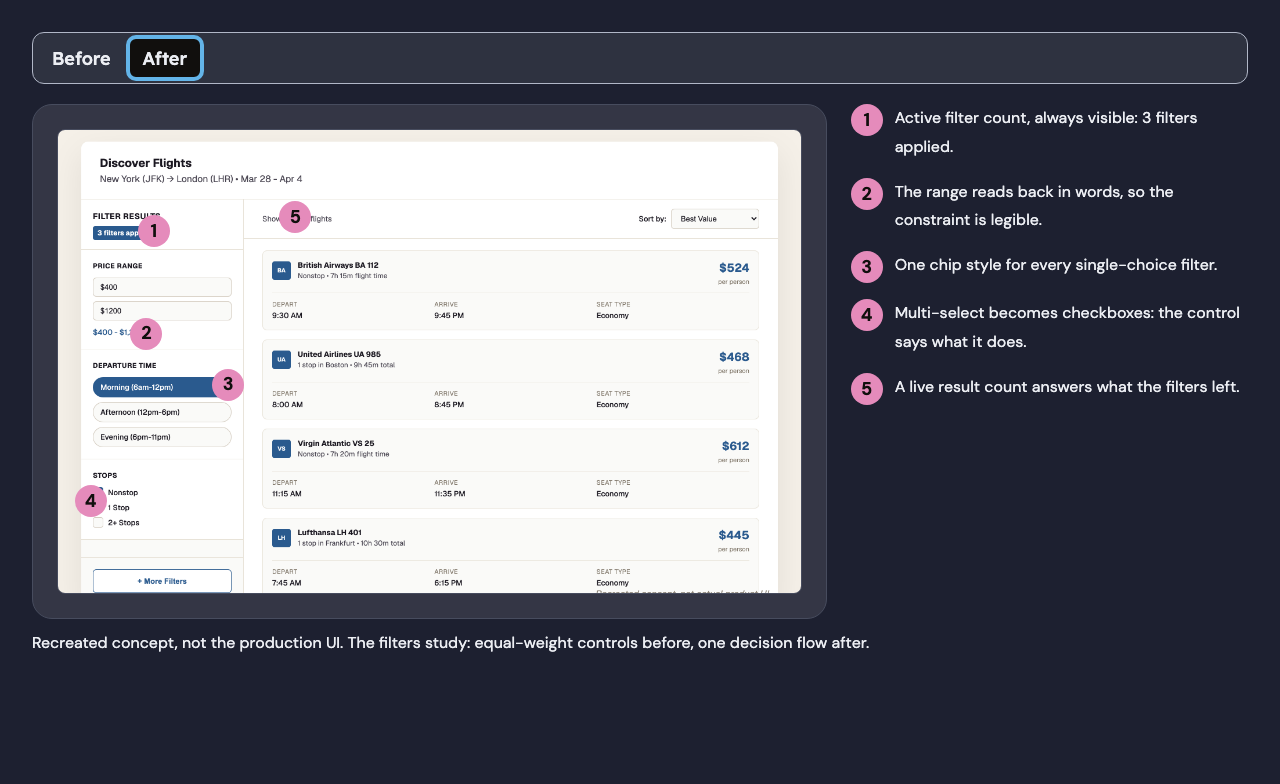 Before
After
Discover Flights
New York (JFK) → London (LHR) • Mar 28 - Apr 4
FILTER RESULTS
3 filters
1
PRICE RANGE
$400
$1200
$400 -
2
DEPARTURE TIME
Morning (6am-12pm)
3
Afternoon (12pm-6pm)
Evening (6pm-11pm)
STOPS
4
Nonstop
1 Stop
2+ Stops
+ More Filters
5
flights
Sort by:
Best Value
BA
British Airways BA 112
Nonstop • 7h 15m flight time
$524
per person
DEPART
ARRIVE
SEAT TYPE
9:30 AM
9:45 PM
Economy
UA
United Airlines UA 985
1 stop in Boston • 9h 45m total
$468
per person
DEPART
ARRIVE
SEAT TYPE
8:00 AM
8:45 PM
Economy
VS
Virgin Atlantic VS 25
Nonstop • 7h 20m flight time
$612
per person
DEPART
ARRIVE
SEAT TYPE
11:15 AM
11:35 PM
Economy
LH
Lufthansa LH 401
1 stop in Frankfurt • 10h 30m total
$445
per person
DEPART
ARRIVE
SEAT TYPE
7:45 AM
6:15 PM
Economy
1
Active filter count, always visible: 3 filters
applied.
2
The range reads back in words, so the
constraint is legible.
3
One chip style for every single-choice filter.
4
Multi-select becomes checkboxes: the control
says what it does.
5
A live result count answers what the filters left.
Recreated concept, not the production UI. The filters study: equal-weight controls before, one decision flow after.